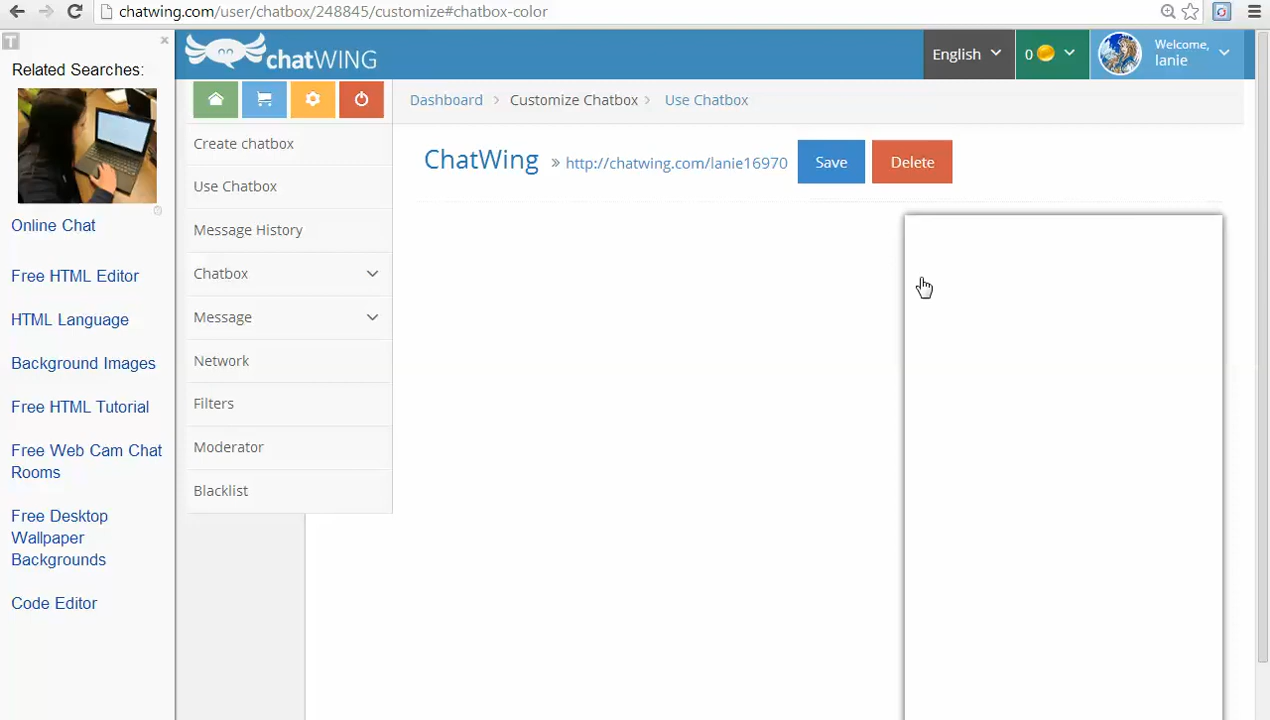 chatwing.com/user/chatbox/248845/customize#chatbox-color
T
Related Searches:
Online Chat
Free HTML Editor
HTML Language
Background Images
Free HTML Tutorial
Free Web Cam Chat
Rooms
Free Desktop
Wallpaper
Backgrounds
Code Editor
chatWING
English
0
Welcome,
lanie
Create chatbox
Use Chatbox
Message History
Chatbox
Message
Network
Filters
Moderator
Blacklist
Dashboard > Customize Chatbox > Use Chatbox
ChatWing » http://chatwing.com/lanie16970 Save Delete